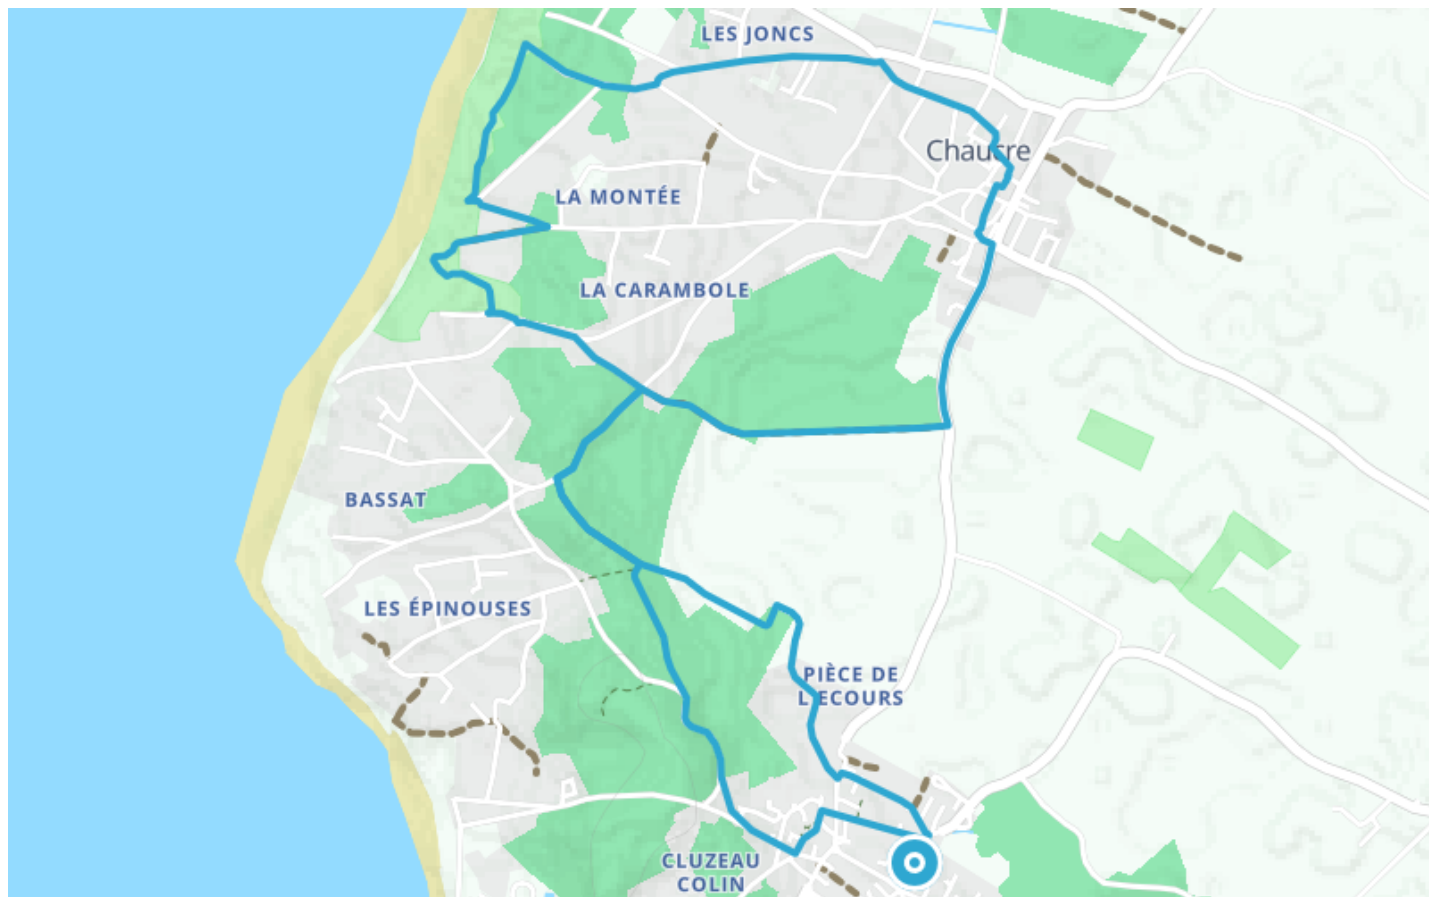 LES JONCS
Chaucre
LA MONTÉE
LA CARAMBOLE
BASSAT
LES ÉPINOUSES
PIÈCE DE
L'ECOURS
CLUZEAU
COLIN